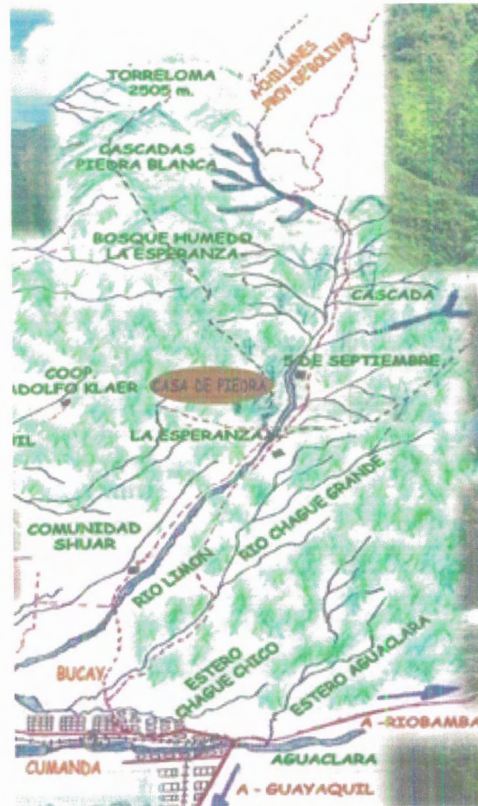 TORRELOMA
2505 m.
A-CHILLANES
PROV. DE BOLIVAR
CASCADAS
PIEDRA BLANCA
BOSQUE HUMEDO
LA ESPERANZA
CASCADA
5 DE SEPTIEMBRE
COOP.
ADOLFO KLAER
CASA DE PIEDRA
UIL
LA ESPERANZA
COMUNIDAD
SHUAR
RIO LIMON
RIO CHAGUE GRANDE
BUCAY
ESTERO
CHAGUE CHICO
ESTERO AGUACLARA
A -RIOBAMBA
CUMANDA
AGUACLARA
A - GUAYAQUIL